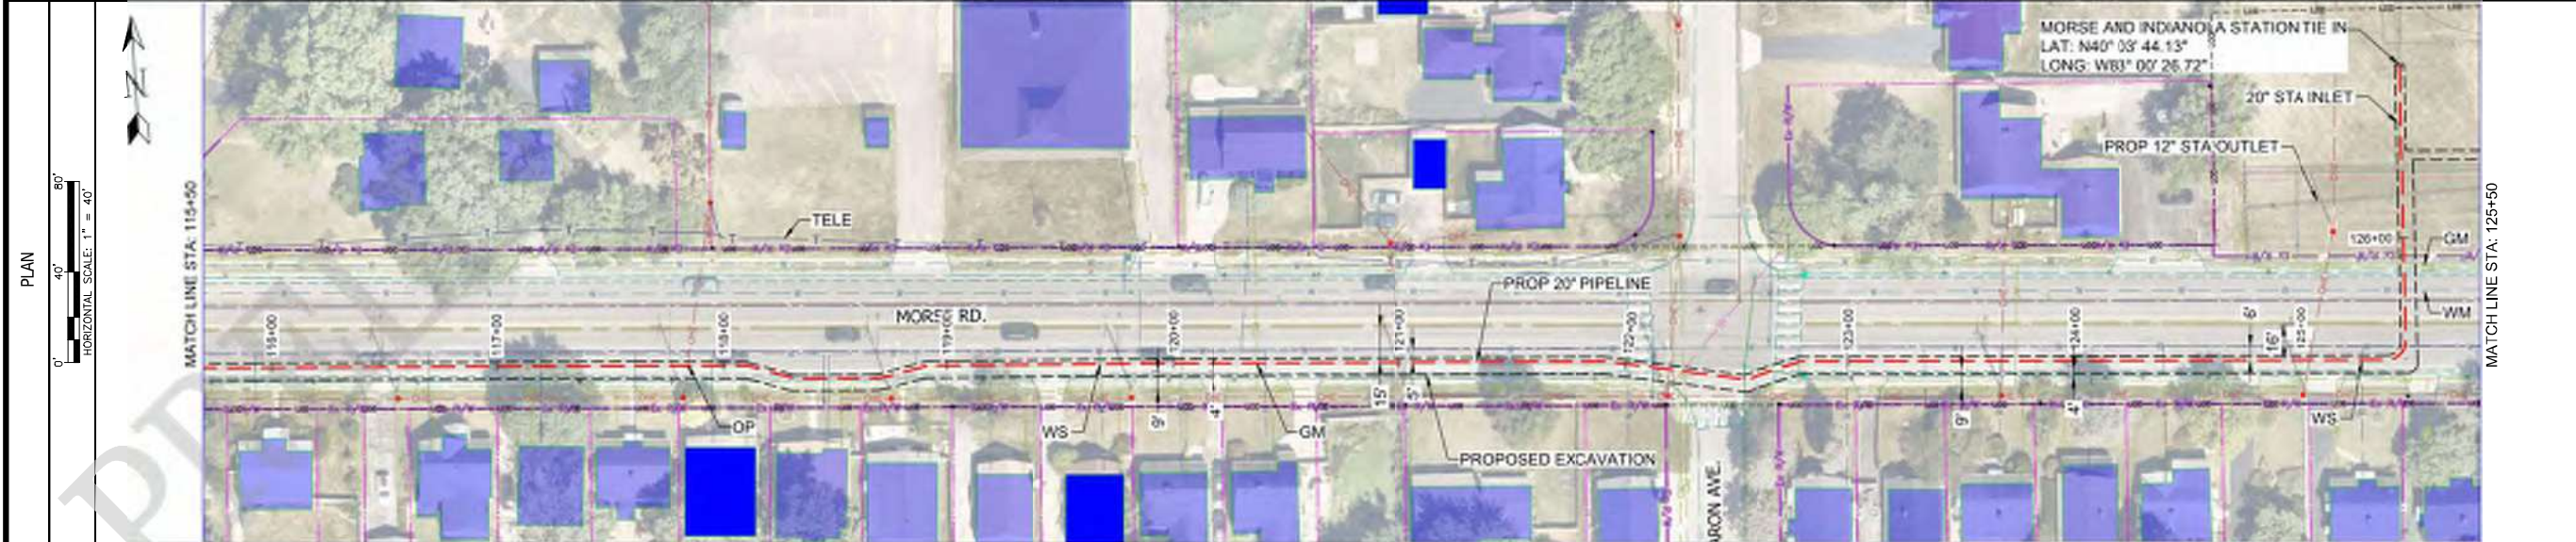 PLAN
80'
40'
0'
HORIZONTAL SCALE: 1" = 40'
N
MATCH LINE STA: 115+50
MORSE AND INDIANOLA STATION TIE IN
LAT: N40° 03' 44.13"
LONG: W83° 00' 26.72"
20" STA INLET
PROP 12" STA OUTLET
TELE
126+00
GM
PROP 20" PIPELINE
MORSE RD.
WM
116+00
117+00
118+00
119+00
120+00
121+00
122+00
123+00
124+00
125+00
6'
16'
15'
5'
9'
4'
9'
4'
OP
WS
GM
WS
PROPOSED EXCAVATION
ARON AVE.
MATCH LINE STA: 125+50